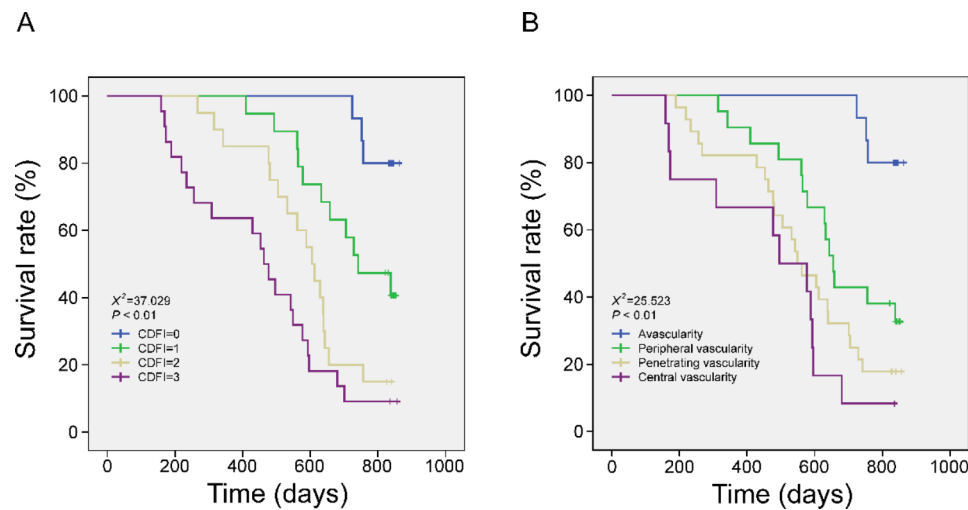 A
100
80
60
40
20
0
Survival rate (%)
X²=37.029
P < 0.01
CDFI=0
CDFI=1
CDFI=2
CDFI=3
0 200 400 600 800 1000
Time (days)
B
100
80
60
40
20
0
Survival rate (%)
X²=25.523
P < 0.01
Avascularity
Peripheral vascularity
Penetrating vascularity
Central vascularity
0 200 400 600 800 1000
Time (days)